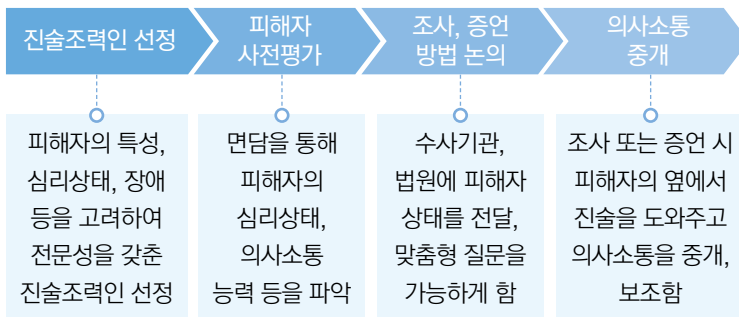 진술조력인 선정
피해자
사전평가
조사, 증언
방법 논의
의사소통
중개
피해자의 특성,
심리상태, 장애
등을 고려하여
전문성을 갖춘
진술조력인 선정
면담을 통해
피해자의
심리상태,
의사소통
능력 등을 파악
수사기관,
법원에 피해자
상태를 전달,
맞춤형 질문을
가능하게 함
조사 또는 증언 시
피해자의 옆에서
진술을 도와주고
의사소통을 중개,
보조함